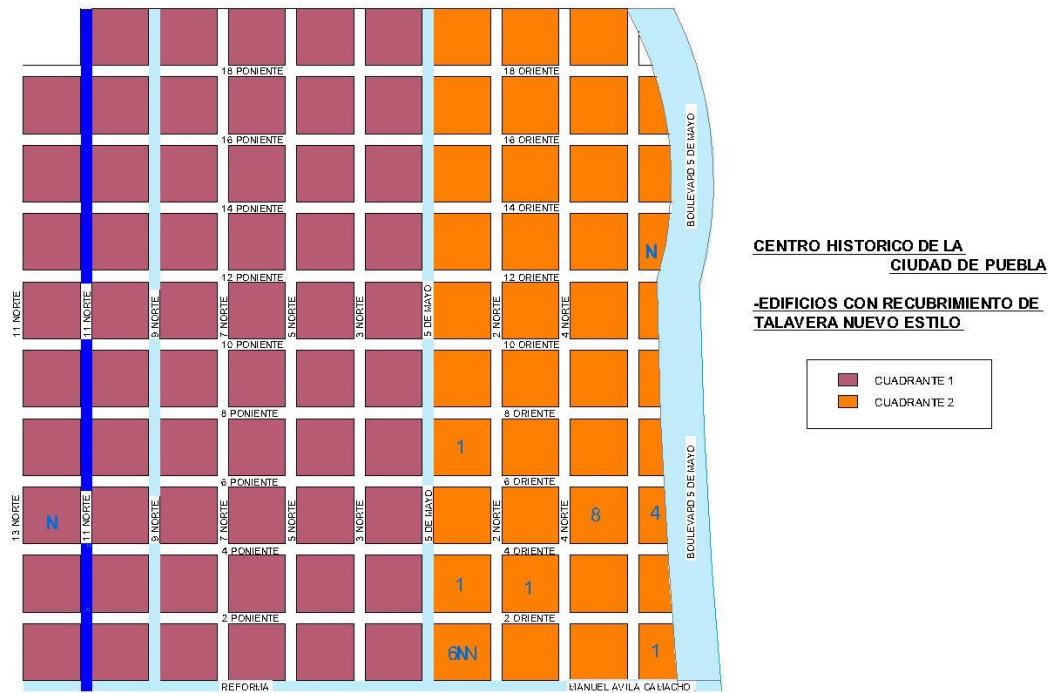 18 PONIENTE
18 ORIENTE
16 PONIENTE
16 ORIENTE
BOULEVARD 5 DE MAYO
14 PONIENTE
14 ORIENTE
N
12 PONIENTE
12 ORIENTE
11 NORTE
11 NORTE
9 NORTE
7 NORTE
5 NORTE
3 NORTE
5 DE MAYO
2 NORTE
4 NORTE
10 PONIENTE
10 ORIENTE
8 PONIENTE
8 ORIENTE
1
6 PONIENTE
6 ORIENTE
BOULEVARD 5 DE MAYO
13 NORTE
N
11 NORTE
9 NORTE
7 NORTE
5 NORTE
3 NORTE
5 DE MAYO
2 NORTE
4 NORTE
8
4
4 PONIENTE
4 ORIENTE
1
1
2 PONIENTE
2 ORIENTE
6NN
1
REFORMA
MANUEL AVILA CAMACHO
CENTRO HISTORICO DE LA
CIUDAD DE PUEBLA
-EDIFICIOS CON RECUBRIMIENTO DE
TALAVERA NUEVO ESTILO
CUADRANTE 1
CUADRANTE 2